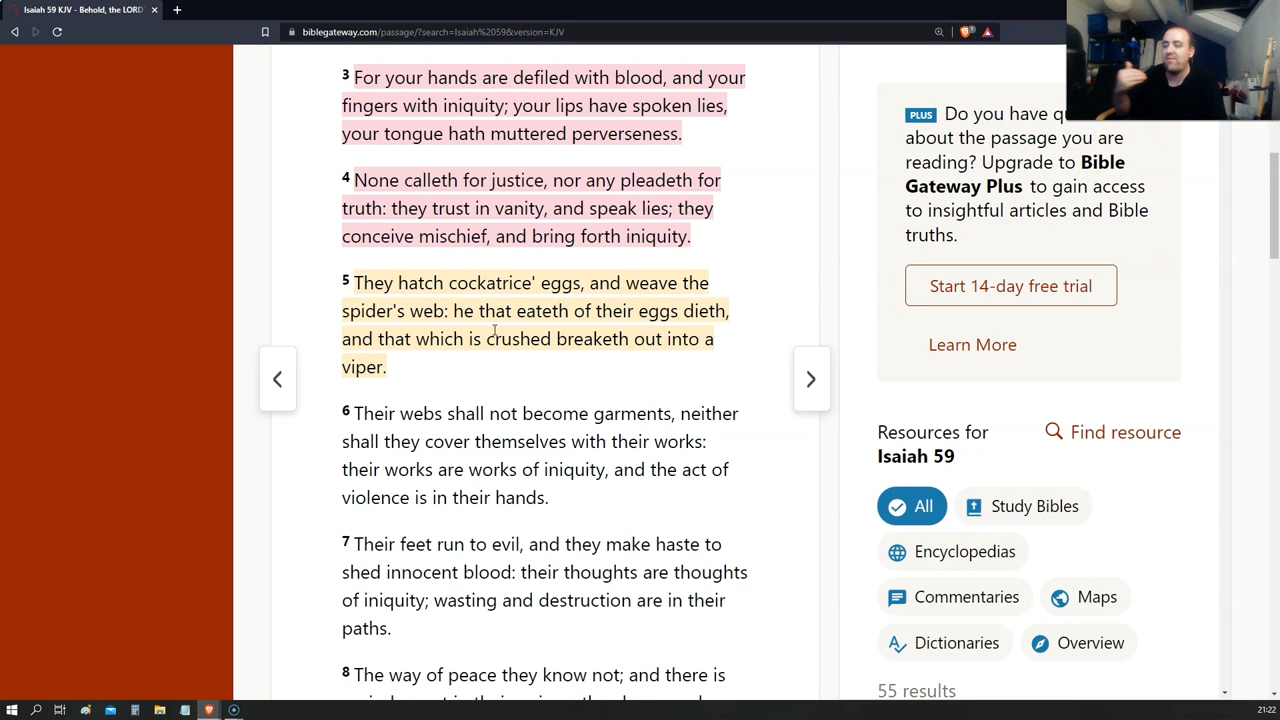 Isaiah 59 KJV - Behold, the LORD'
biblegateway.com/passage/?search=Isaiah%2059&version=KJV
3 For your hands are defiled with blood, and your
fingers with iniquity; your lips have spoken lies,
your tongue hath muttered perverseness.
4 None calleth for justice, nor any pleadeth for
truth: they trust in vanity, and speak lies; they
conceive mischief, and bring forth iniquity.
5 They hatch cockatrice' eggs, and weave the
spider's web: he that eateth of their eggs dieth,
and that which is crushed breaketh out into a
viper.
6 Their webs shall not become garments, neither
shall they cover themselves with their works:
their works are works of iniquity, and the act of
violence is in their hands.
7 Their feet run to evil, and they make haste to
shed innocent blood: their thoughts are thoughts
of iniquity; wasting and destruction are in their
paths.
8 The way of peace they know not; and there is
PLUS Do you have
about the passage you are
reading? Upgrade to Bible
Gateway Plus to gain access
to insightful articles and Bible
truths.
Start 14-day free trial
Learn More
Resources for
Isaiah 59
Find resource
All
Study Bibles
Encyclopedias
Commentaries
Maps
Dictionaries
Overview
55 results
21:22